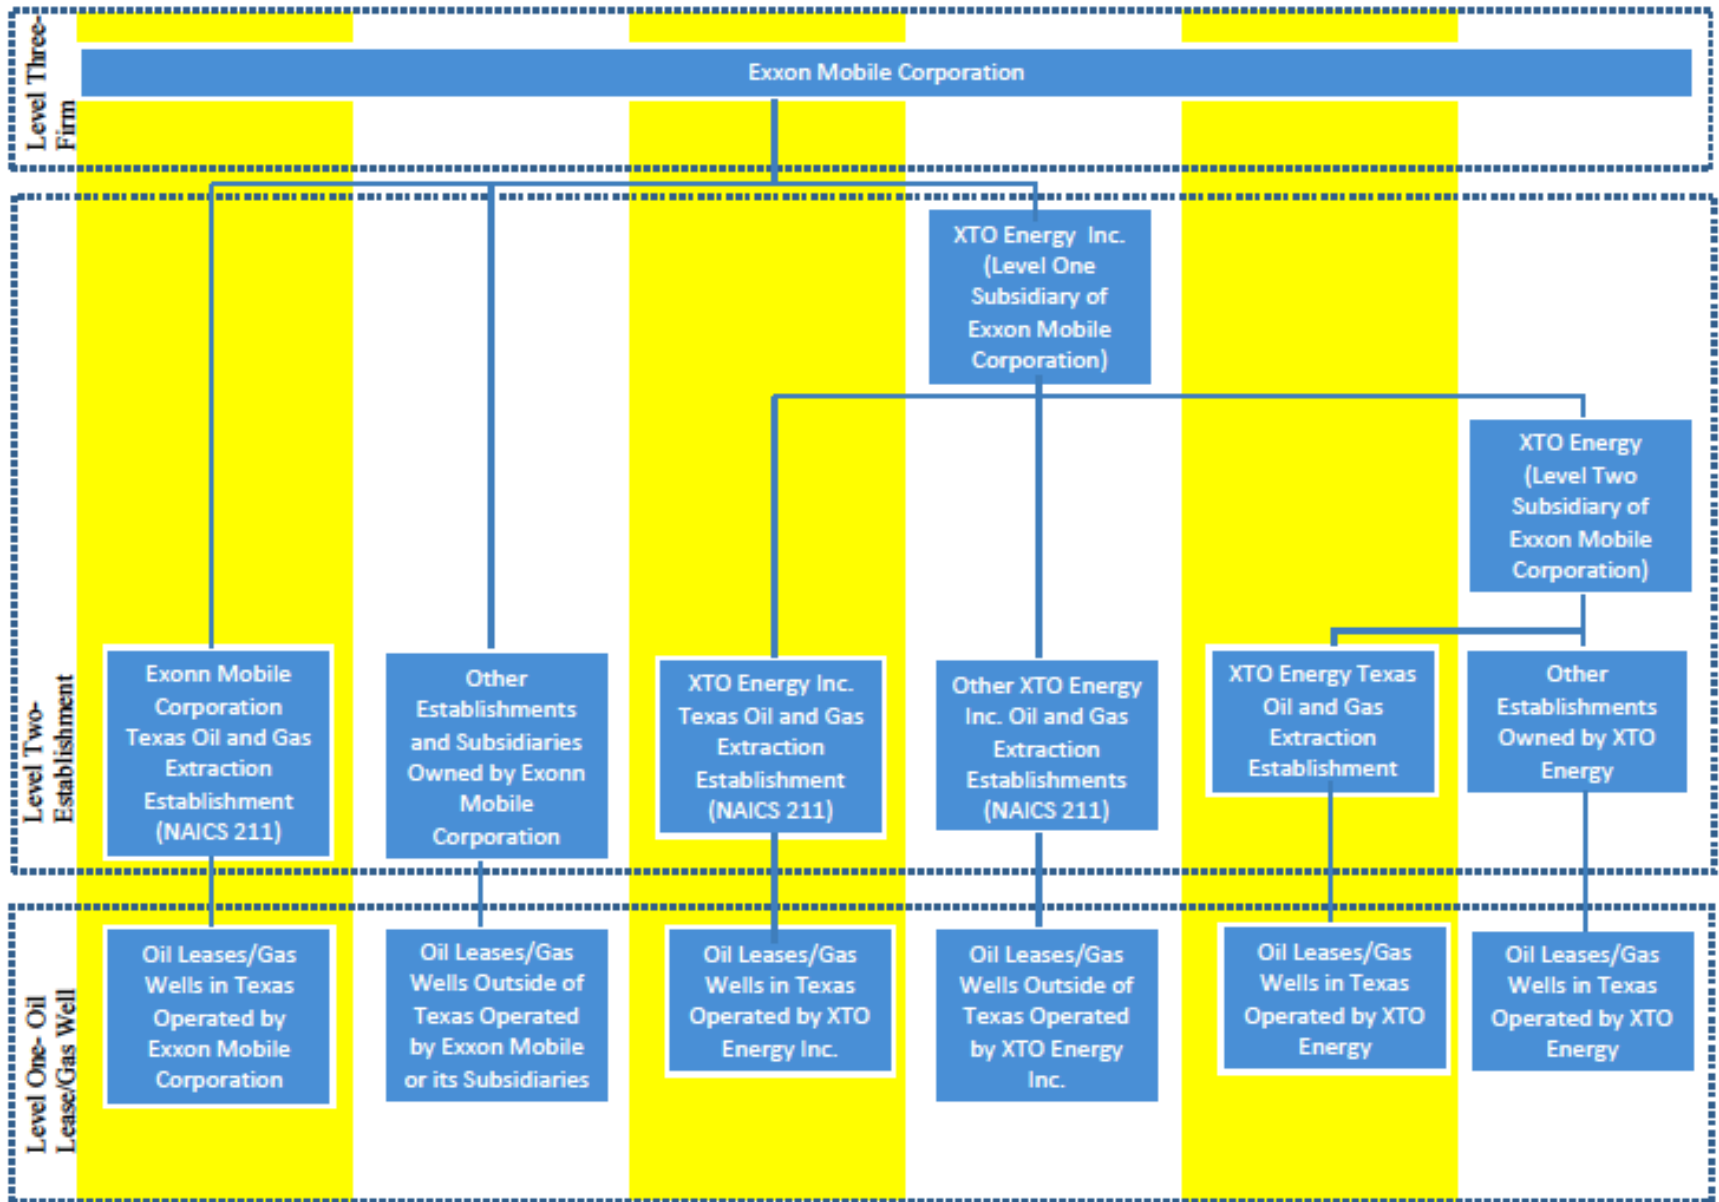 Level Three-
Firm
Exxon Mobile Corporation
Level Two-
Establishment
XTO Energy Inc.
(Level One
Subsidiary of
Exxon Mobile
Corporation)
XTO Energy
(Level Two
Subsidiary of
Exxon Mobile
Corporation)
Exonn Mobile
Corporation
Texas Oil and Gas
Extraction
Establishment
(NAICS 211)
Other
Establishments
and Subsidiaries
Owned by Exonn
Mobile
Corporation
XTO Energy Inc.
Texas Oil and Gas
Extraction
Establishment
(NAICS 211)
Other XTO Energy
Inc. Oil and Gas
Extraction
Establishments
(NAICS 211)
XTO Energy Texas
Oil and Gas
Extraction
Establishment
Other
Establishments
Owned by XTO
Energy
Level One- Oil
Lease/Gas Well
Oil Leases/Gas
Wells in Texas
Operated by
Exxon Mobile
Corporation
Oil Leases/Gas
Wells Outside of
Texas Operated
by Exxon Mobile
or its Subsidiaries
Oil Leases/Gas
Wells in Texas
Operated by XTO
Energy Inc.
Oil Leases/Gas
Wells Outside of
Texas Operated
by XTO Energy
Inc.
Oil Leases/Gas
Wells in Texas
Operated by XTO
Energy
Oil Leases/Gas
Wells in Texas
Operated by XTO
Energy